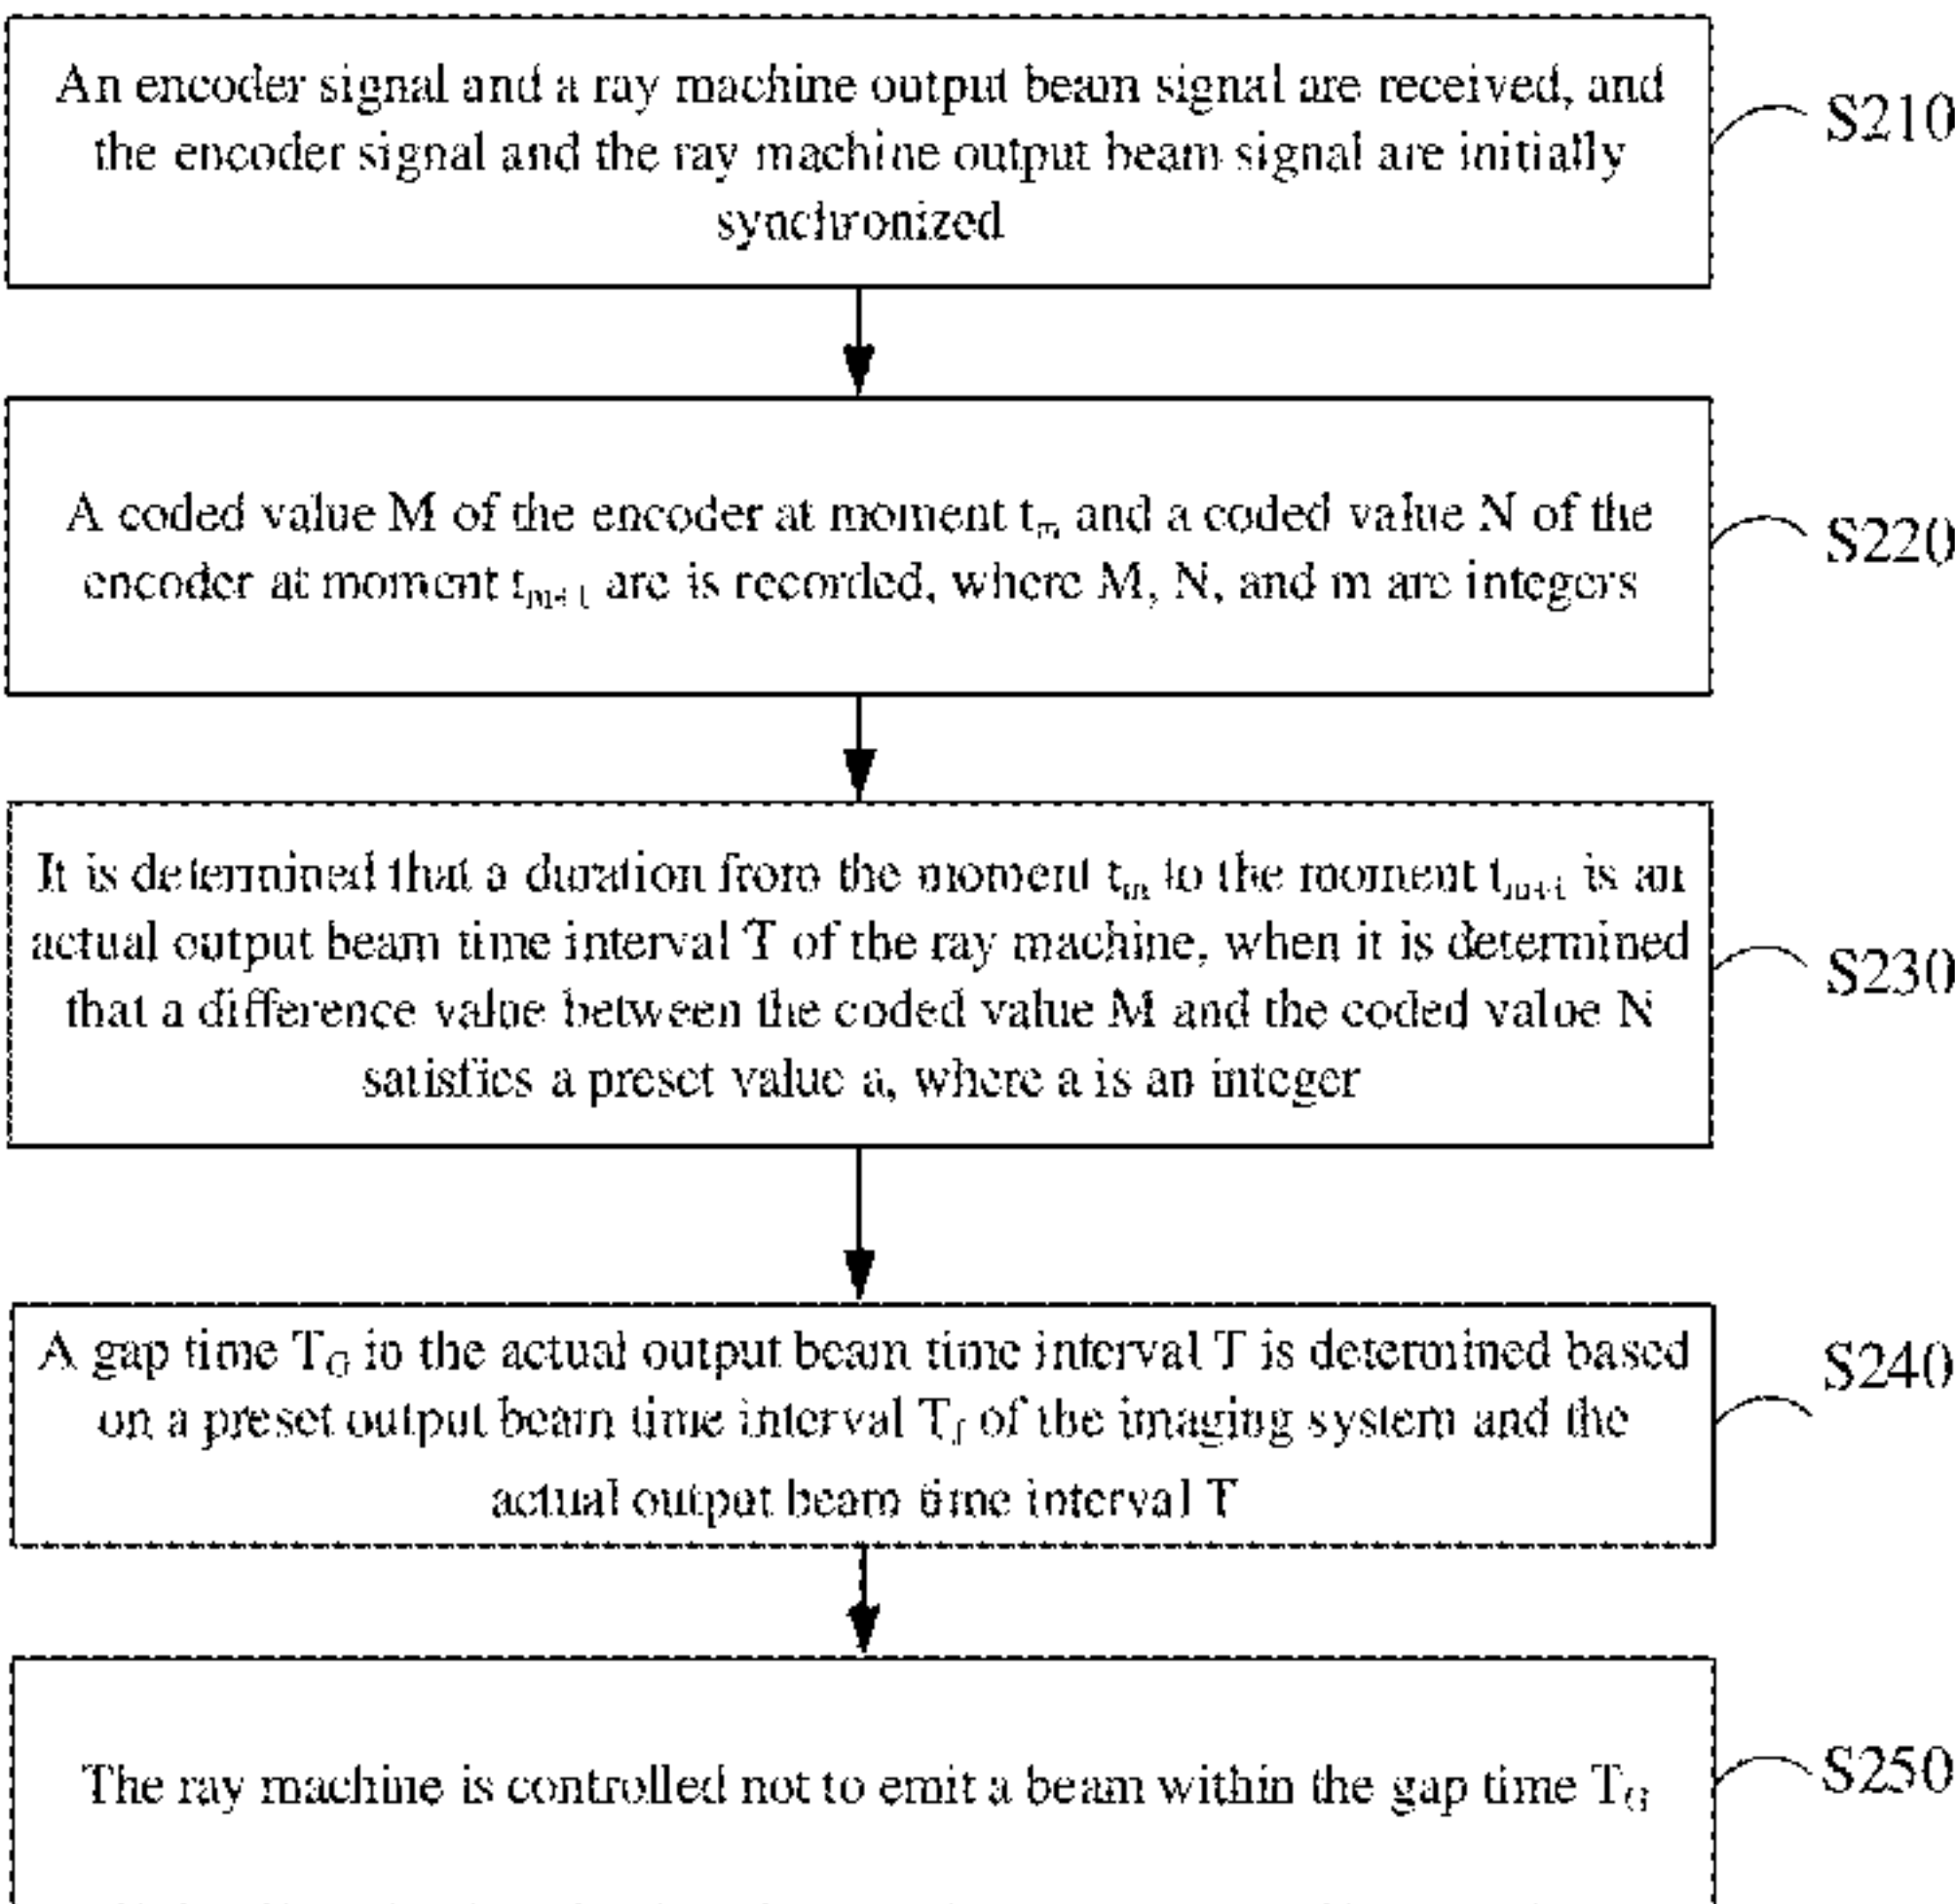 An encoder signal and a ray machine output beam signal are received, and
the encoder signal and the ray machine output beam signal are initially
synchronized
S210
A coded value M of the encoder at moment tₘ and a coded value N of the
encoder at moment tₘ₊₁ are is recorded, where M, N, and m are integers
S220
It is determined that a duration from the moment tₘ to the moment tₘ₊₁ is an
actual output beam time interval T of the ray machine, when it is determined
that a difference value between the coded value M and the coded value N
satisfies a preset value a, where a is an integer
S230
A gap time T_G in the actual output beam time interval T is determined based
on a preset output beam time interval T_f of the imaging system and the
actual output beam time interval T
S240
The ray machine is controlled not to emit a beam within the gap time T_G
S250